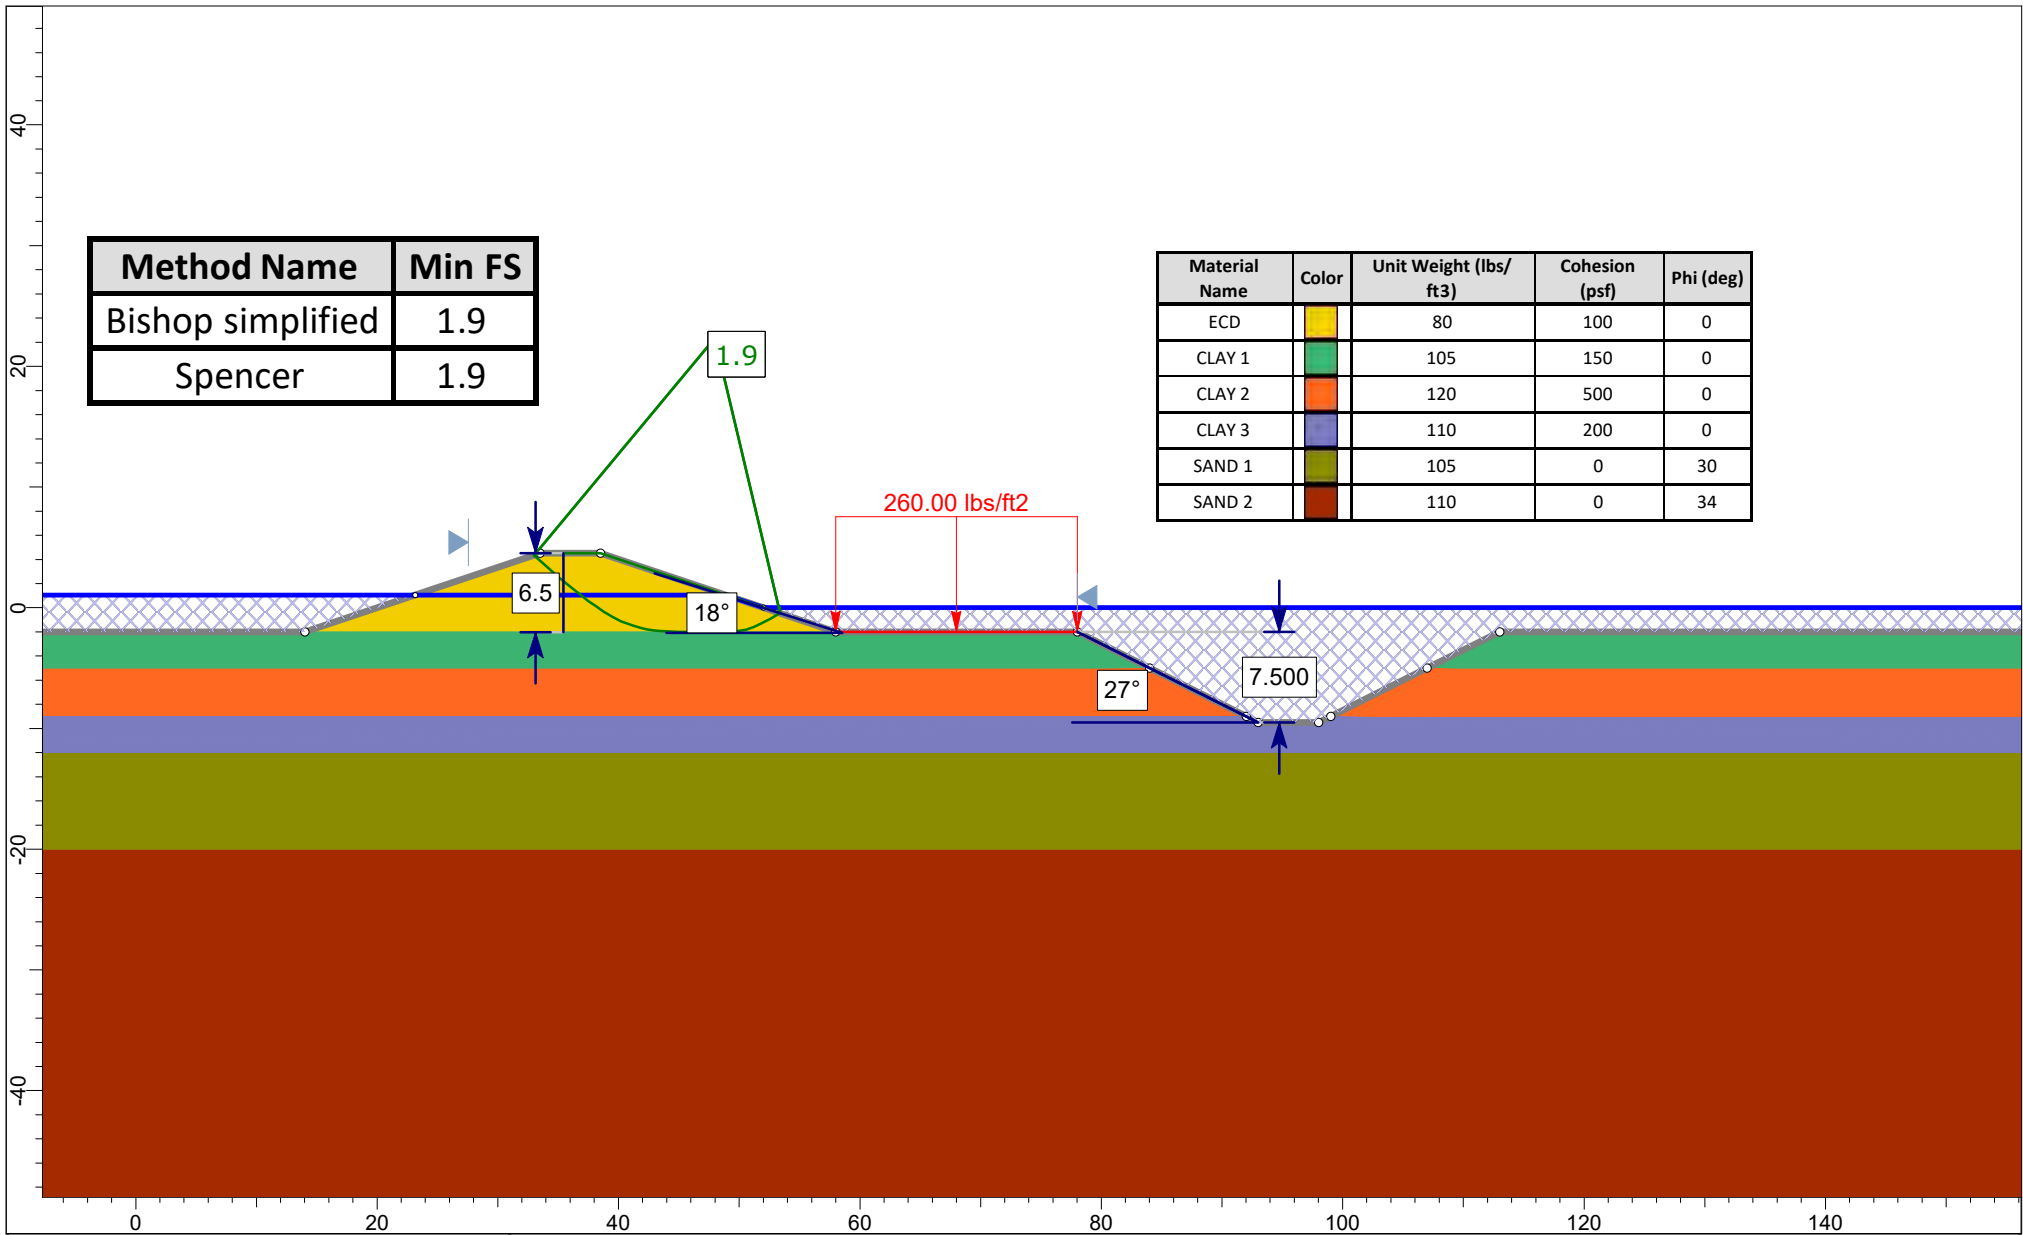 40
20
0
-20
-40
Method Name Min FS
Bishop simplified 1.9
Spencer 1.9
1.9
Material Name Color Unit Weight (lbs/ft3) Cohesion (psf) Phi (deg)
ECD 80 100 0
CLAY 1 105 150 0
CLAY 2 120 500 0
CLAY 3 110 200 0
SAND 1 105 0 30
SAND 2 110 0 34
260.00 lbs/ft2
6.5
18°
27°
7.500
0 20 40 60 80 100 120 140